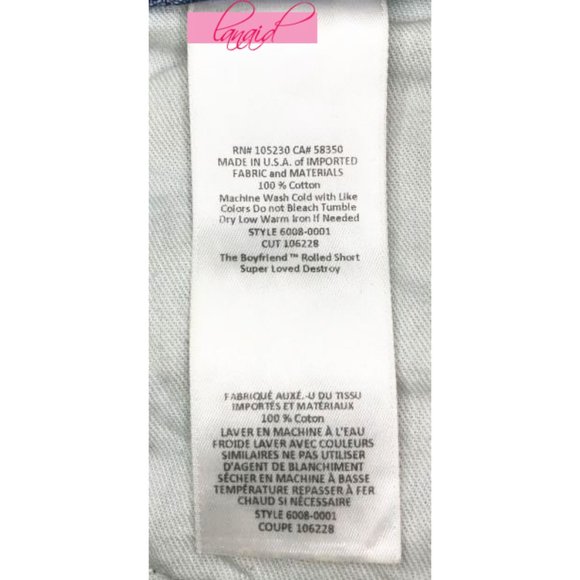 lanaid
RN# 105230 CA# 58350
MADE IN U.S.A. of IMPORTED
FABRIC and MATERIALS
100 % Cotton
Machine Wash Cold with Like
Colors Do not Bleach Tumble
Dry Low Warm Iron If Needed
STYLE 6008-0001
CUT 106228
The Boyfriend ™ Rolled Short
Super Loved Destroy
FABRIQUÉ AUXÉ.-U DU TISSU
IMPORTÉS ET MATÉRIAUX
100 % Coton
LAVER EN MACHINE À L'EAU
FROIDE LAVER AVEC COULEURS
SIMILAIRES NE PAS UTILISER
D'AGENT DE BLANCHIMENT
SÉCHER EN MACHINE À BASSE
TEMPÉRATURE REPASSER À FER
CHAUD SI NÉCESSAIRE
STYLE 6008-0001
COUPE 106228